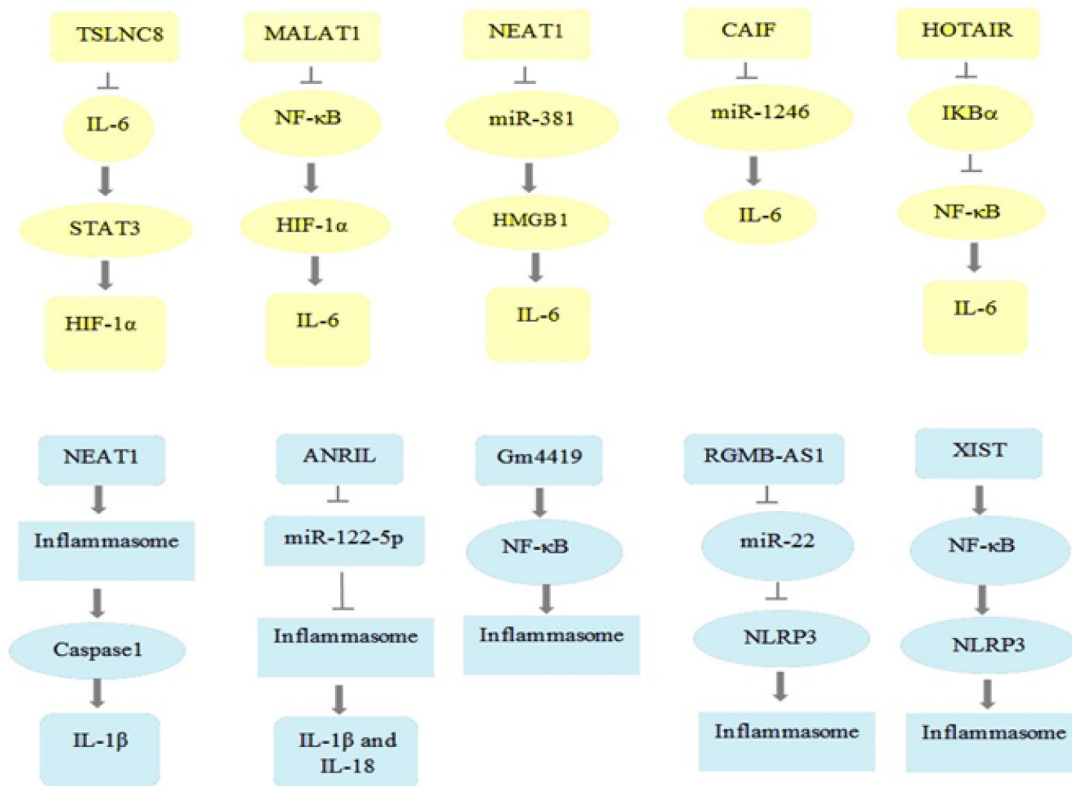 TSLNC8
IL-6
STAT3
HIF-1α
MALAT1
NF-κB
HIF-1α
IL-6
NEAT1
miR-381
HMGB1
IL-6
CAIF
miR-1246
IL-6
HOTAIR
IKBα
NF-κB
IL-6
NEAT1
Inflammasome
Caspase1
IL-1β
ANRIL
miR-122-5p
Inflammasome
IL-1β and
IL-18
Gm4419
NF-κB
Inflammasome
RGMB-AS1
miR-22
NLRP3
Inflammasome
XIST
NF-κB
NLRP3
Inflammasome